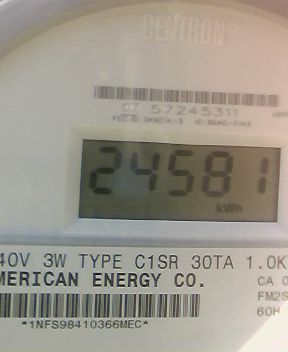 CENTRON®
C7 57245311
24581
kWh
40V 3W TYPE C1SR 30TA 1.0K
MERICAN ENERGY CO.
CA 0
FM2S
60H
*1NFS98410366MEC*